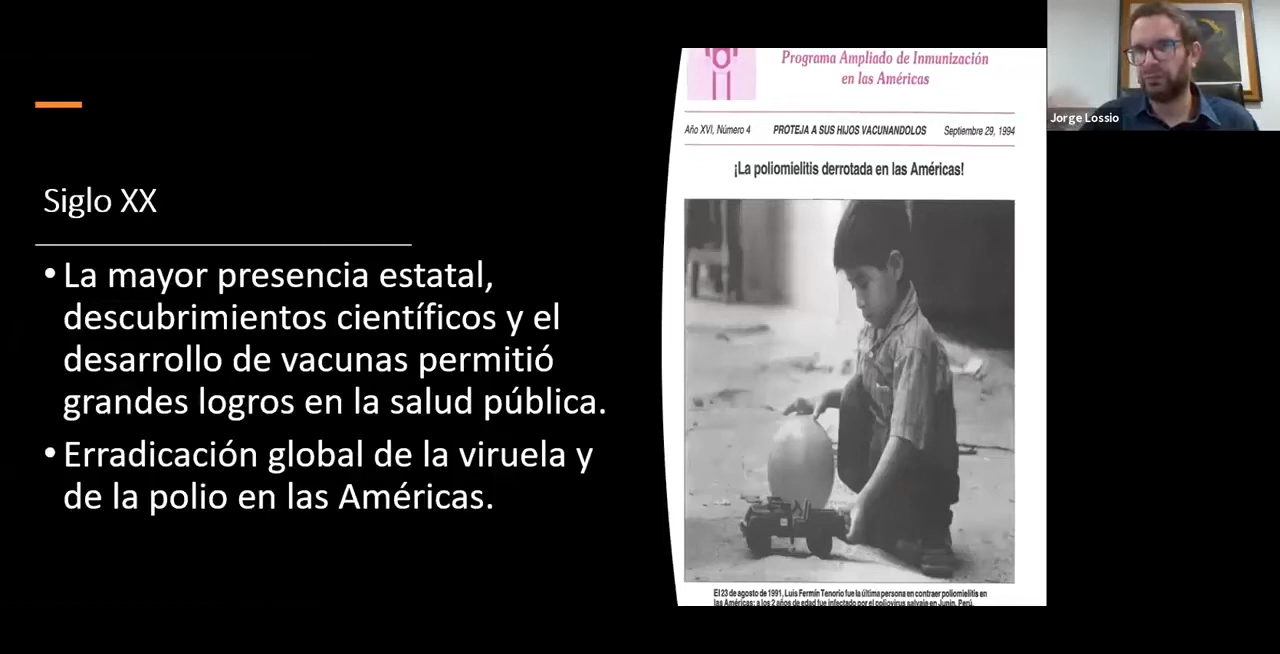 Siglo XX
• La mayor presencia estatal,
descubrimientos científicos y el
desarrollo de vacunas permitió
grandes logros en la salud pública.
• Erradicación global de la viruela y
de la polio en las Américas.
Programa Ampliado de Inmunización
en las Américas
Año XVI, Número 4 PROTEJA A SUS HIJOS VACUNANDOLOS Septiembre 29, 1994
¡La poliomielitis derrotada en las Américas!
El 23 de agosto de 1991, Luis Fermín Tenorio fue la última persona en contraer poliomielitis en
las Américas; a los 2 años de edad fue infectado por el poliovirus salvaje en Junín, Perú.
Jorge Lossio